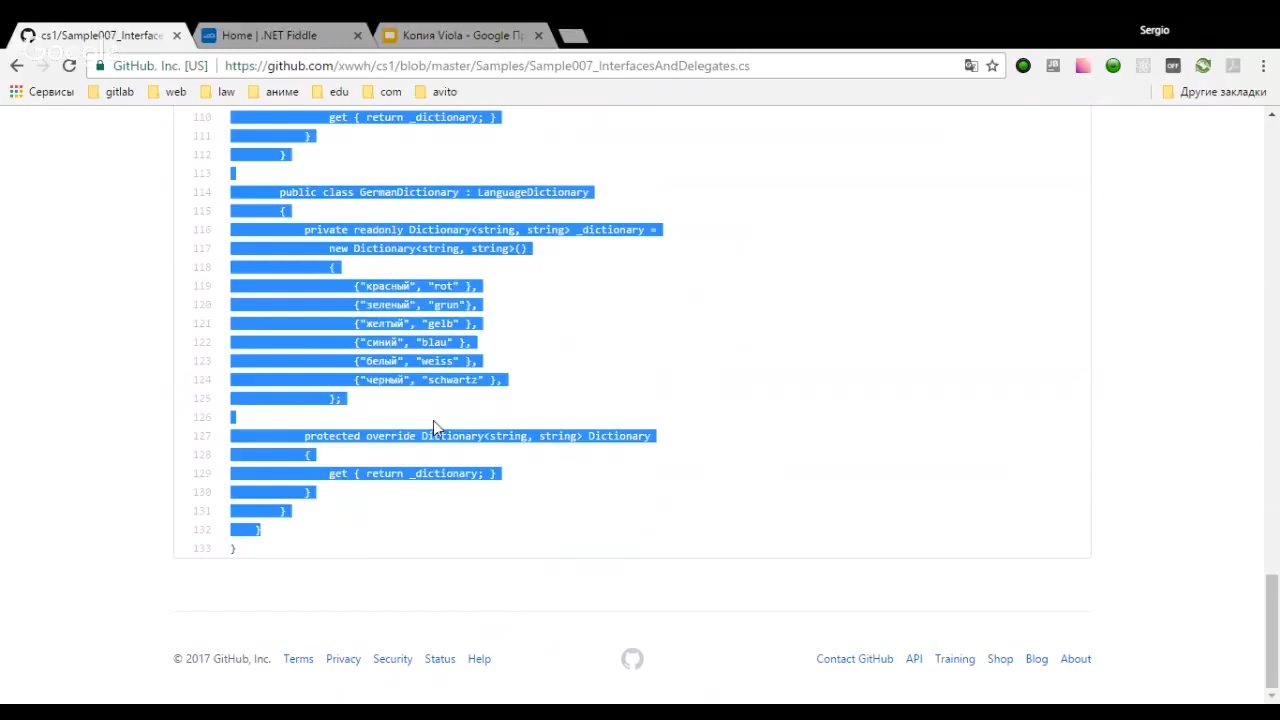 Sergio
cs1/Sample007_Interface
Home | .NET Fiddle
Копия Viola - Google Пр
GitHub, Inc. [US]
https://github.com/xwwh/cs1/blob/master/Samples/Sample007_InterfacesAndDelegates.cs
Сервисы
gitlab
web
law
аниме
edu
com
avito
Другие закладки
110 get { return _dictionary; }
111 }
112 }
113
114 public class GermanDictionary : LanguageDictionary
115 {
116 private readonly Dictionary<string, string> _dictionary =
117 new Dictionary<string, string>()
118 {
119 {"красный", "rot" },
120 {"зеленый", "grun"},
121 {"желтый", "gelb" },
122 {"синий", "blau" },
123 {"белый", "weiss" },
124 {"черный", "schwartz" },
125 };
126
127 protected override Dictionary<string, string> Dictionary
128 {
129 get { return _dictionary; }
130 }
131 }
132 }
133 }
© 2017 GitHub, Inc. Terms Privacy Security Status Help
Contact GitHub API Training Shop Blog About